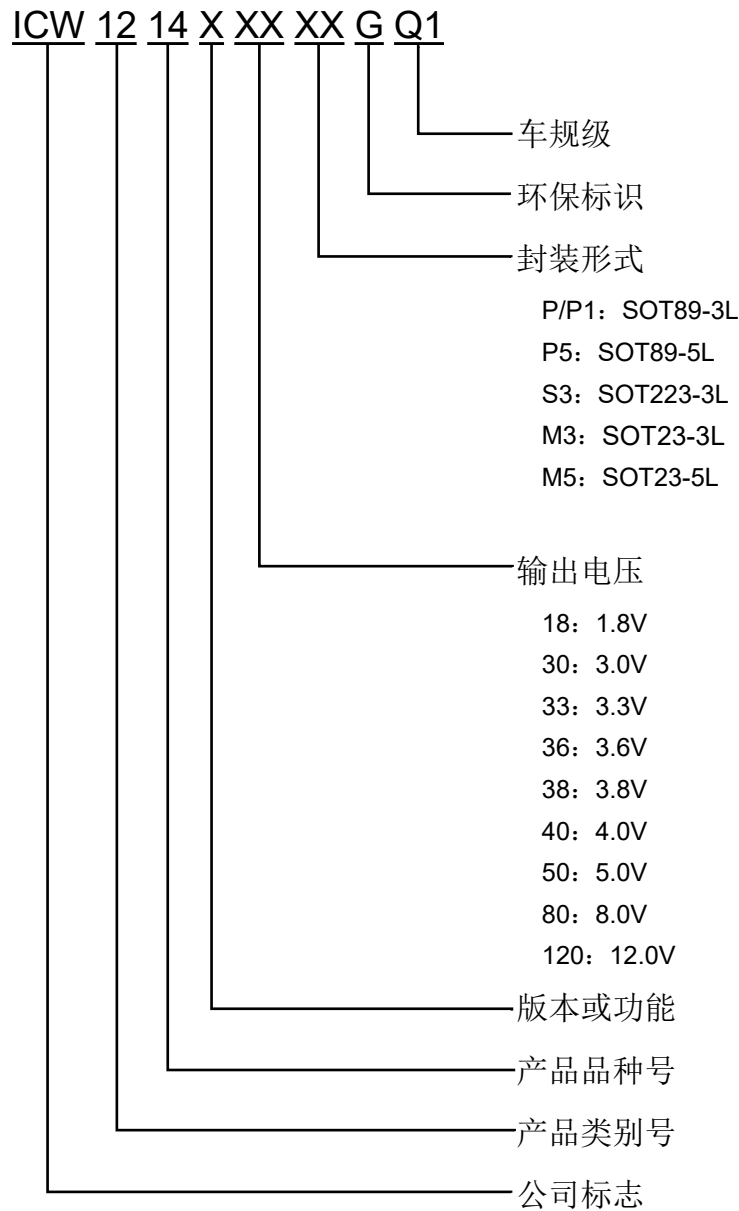 ICW 12 14 X XX XX G Q1
车规级
环保标识
封装形式
P/P1：SOT89-3L
P5：SOT89-5L
S3：SOT223-3L
M3：SOT23-3L
M5：SOT23-5L
输出电压
18：1.8V
30：3.0V
33：3.3V
36：3.6V
38：3.8V
40：4.0V
50：5.0V
80：8.0V
120：12.0V
版本或功能
产品品种号
产品类别号
公司标志